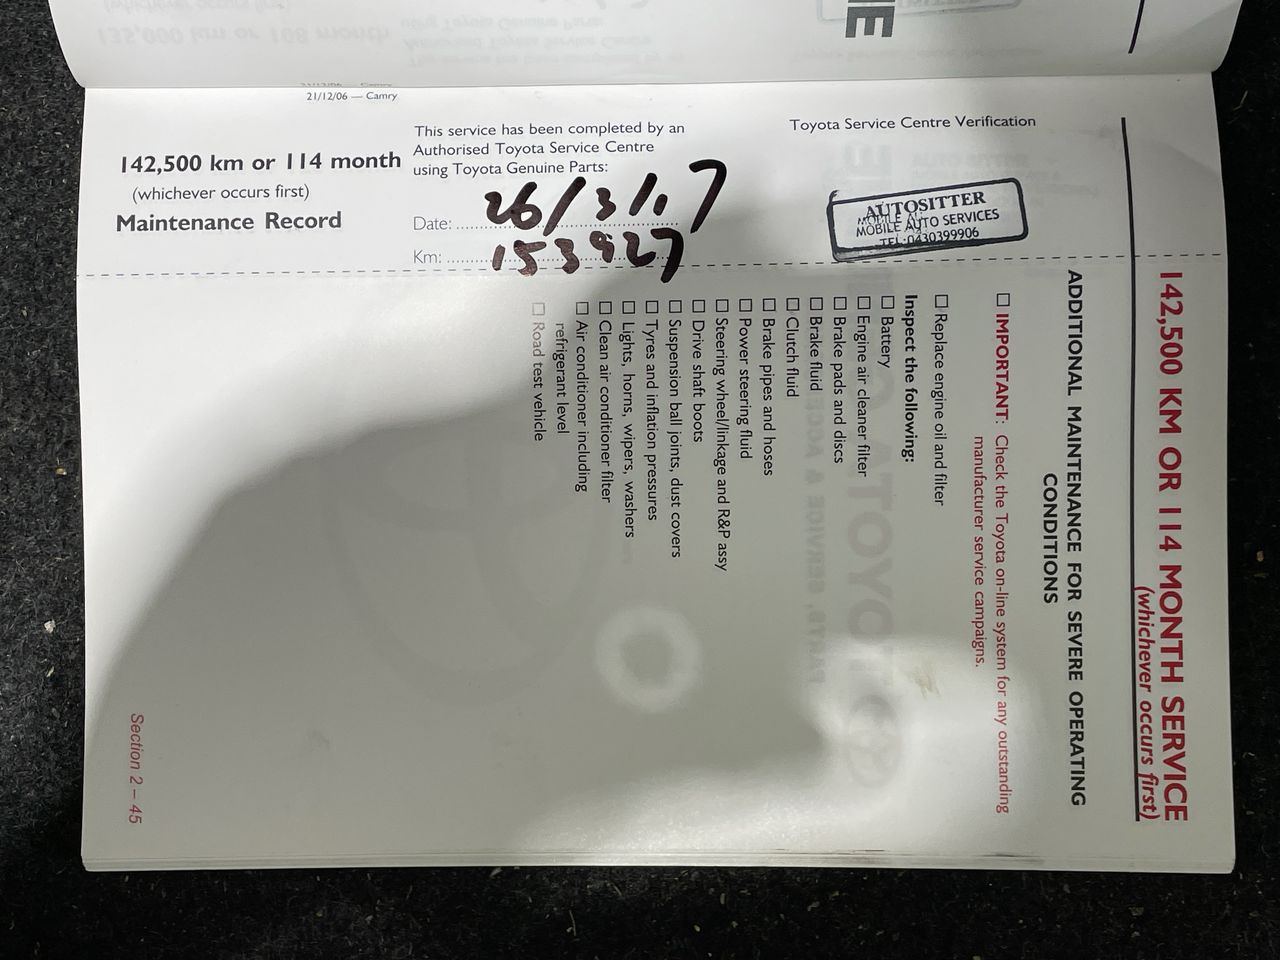 21/12/06 — Camry
142,500 km or 114 month
(whichever occurs first)
Maintenance Record
This service has been completed by an
Authorised Toyota Service Centre
using Toyota Genuine Parts:
Date: 26/3/17
Km: 153927
Toyota Service Centre Verification
AUTOSITTER
MOBILE AUTO SERVICES
TEL:0430399906
142,500 KM OR 114 MONTH SERVICE
(whichever occurs first)
ADDITIONAL MAINTENANCE FOR SEVERE OPERATING
CONDITIONS
☐ IMPORTANT: Check the Toyota on-line system for any outstanding
manufacturer service campaigns.
☐ Replace engine oil and filter
Inspect the following:
☐ Battery
☐ Engine air cleaner filter
☐ Brake pads and discs
☐ Brake fluid
☐ Clutch fluid
☐ Brake pipes and hoses
☐ Power steering fluid
☐ Steering wheel/linkage and R&P assy
☐ Drive shaft boots
☐ Suspension ball joints, dust covers
☐ Tyres and inflation pressures
☐ Lights, horns, wipers, washers
☐ Clean air conditioner filter
☐ Air conditioner including
refrigerant level
☐ Road test vehicle
Section 2 – 45